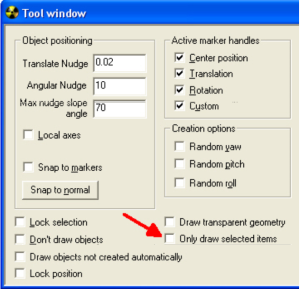 Tool window
Object positioning
Translate Nudge 0.02
Angular Nudge 10
Max nudge slope
angle 70
Local axes
Snap to markers
Snap to normal
Active marker handles
Center position
Translation
Rotation
Custom
Creation options
Random yaw
Random pitch
Random roll
Lock selection
Draw transparent geometry
Don't draw objects
Only draw selected items
Draw objects not created automatically
Lock position